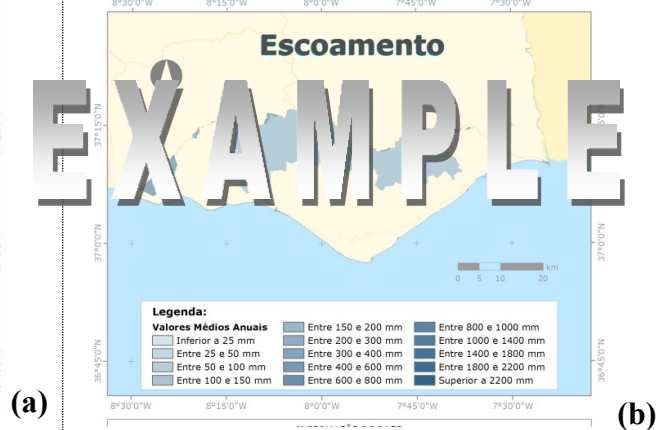 8°30'0"W 8°15'0"W 8°0'0"W 7°45'0"W 7°30'0"W
Escoamento
EXAMPLE
37°15'0"N
37°0'0"N 37°0'0"N
km
0 5 10 20
Legenda:
Valores Médios Anuais
Inferior a 25 mm
Entre 25 e 50 mm
Entre 50 e 100 mm
Entre 100 e 150 mm
Entre 150 e 200 mm
Entre 200 e 300 mm
Entre 300 e 400 mm
Entre 400 e 600 mm
Entre 600 e 800 mm
Entre 800 e 1000 mm
Entre 1000 e 1400 mm
Entre 1400 e 1800 mm
Entre 1800 e 2200 mm
Superior a 2200 mm
36°45'0"N 36°45'0"N
8°30'0"W 8°15'0"W 8°0'0"W 7°45'0"W 7°30'0"W
(a) (b)